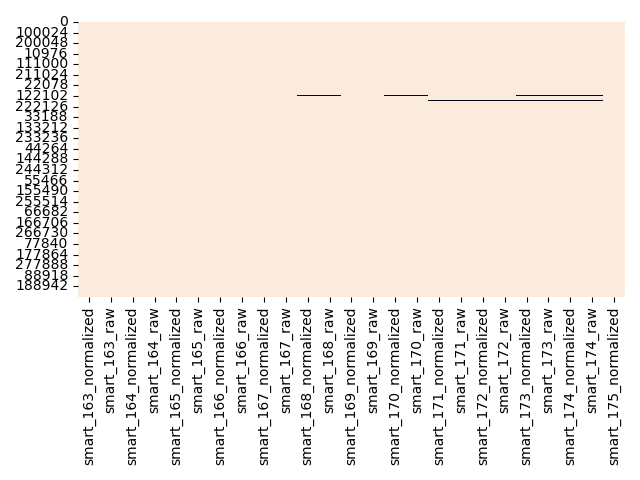 0
100024
200048
10976
111000
211024
22078
122102
222126
33188
133212
233236
44264
144288
244312
55466
155490
255514
66682
166706
266730
77840
177864
277888
88918
188942
smart_163_normalized
smart_163_raw
smart_164_normalized
smart_164_raw
smart_165_normalized
smart_165_raw
smart_166_normalized
smart_166_raw
smart_167_normalized
smart_167_raw
smart_168_normalized
smart_168_raw
smart_169_normalized
smart_169_raw
smart_170_normalized
smart_170_raw
smart_171_normalized
smart_171_raw
smart_172_normalized
smart_172_raw
smart_173_normalized
smart_173_raw
smart_174_normalized
smart_174_raw
smart_175_normalized